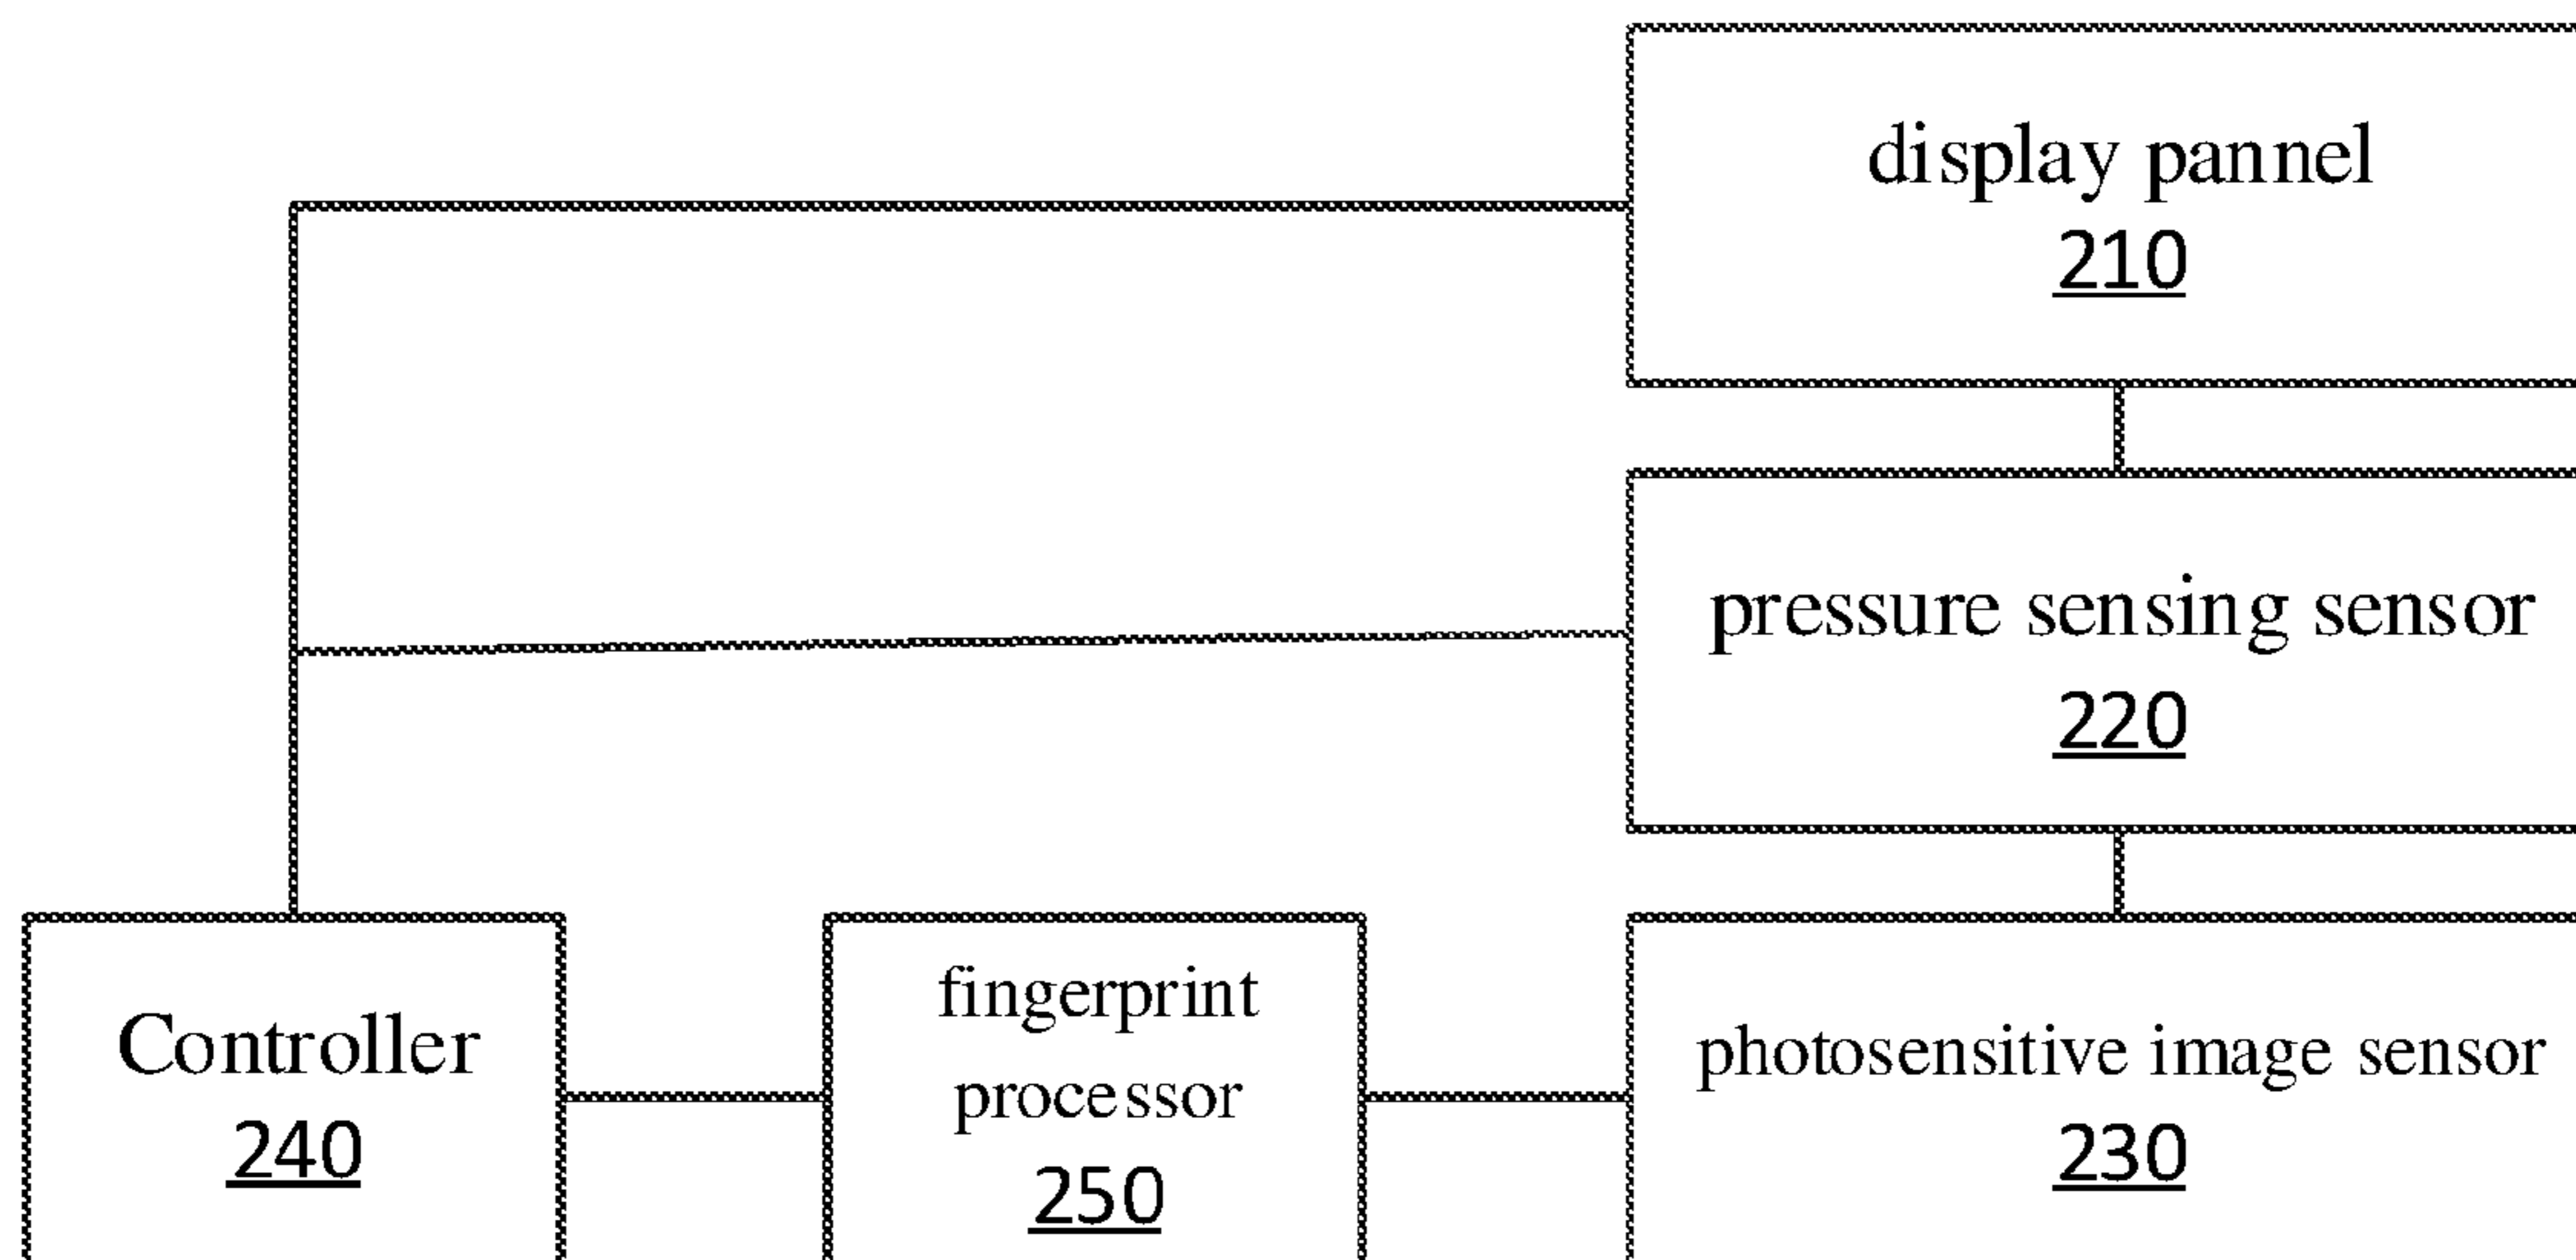 display pannel
210
pressure sensing sensor
220
Controller
240
fingerprint
processor
250
photosensitive image sensor
230